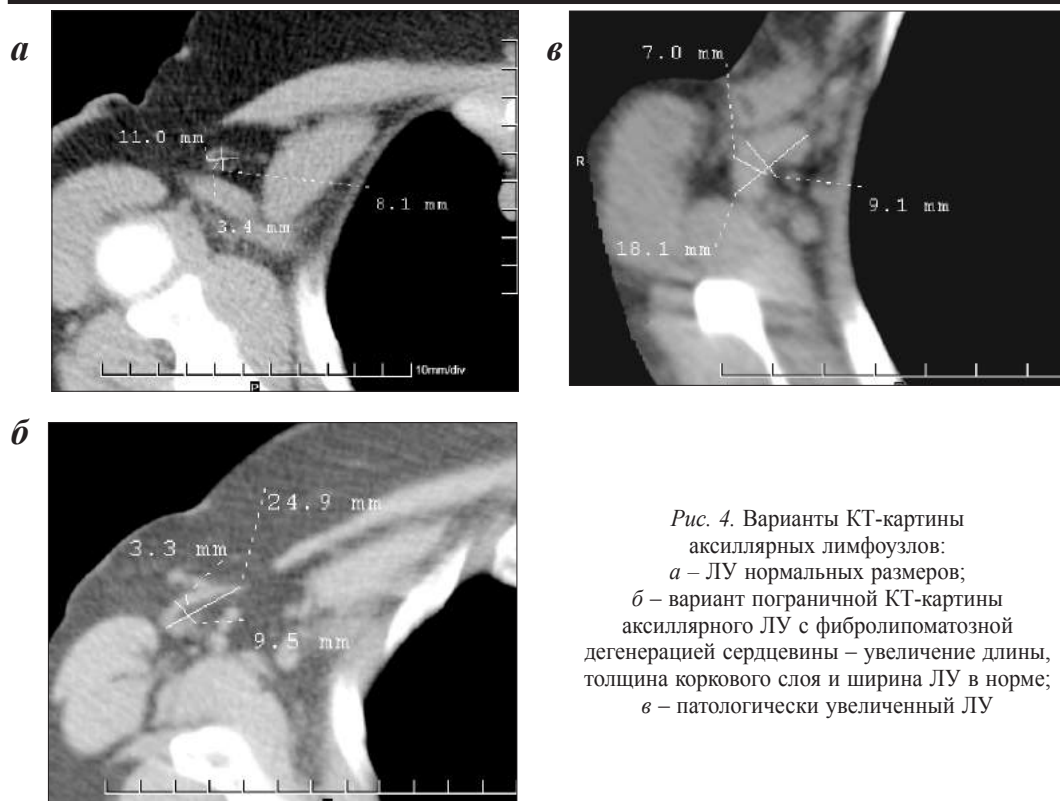 а
11.0 mm
8.1 mm
3.4 mm
10mm/div
P
в
7.0 mm
R
9.1 mm
18.1 mm
б
24.9 mm
3.3 mm
9.5 mm
Рис. 4. Варианты КТ-картины
аксиллярных лимфоузлов:
а – ЛУ нормальных размеров;
б – вариант пограничной КТ-картины
аксиллярного ЛУ с фибролипоматозной
дегенерацией сердцевины – увеличение длины,
толщина коркового слоя и ширина ЛУ в норме;
в – патологически увеличенный ЛУ